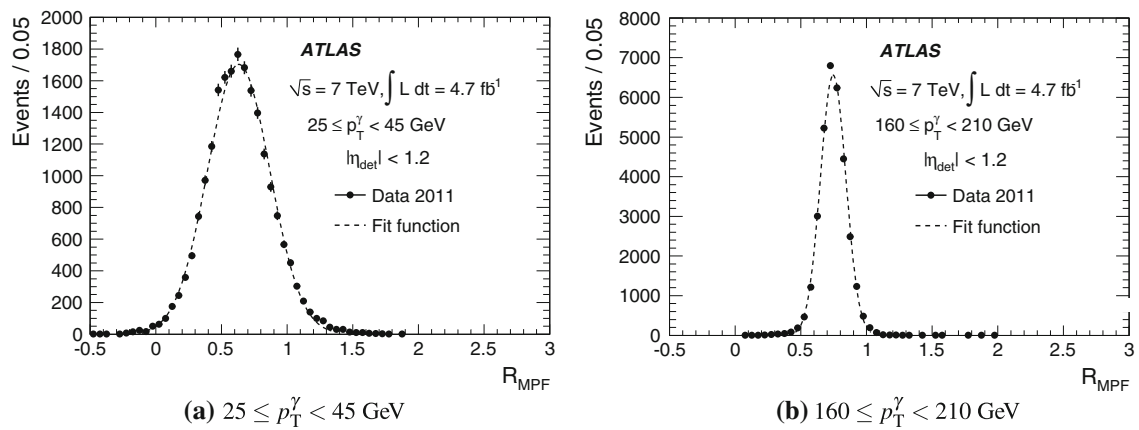 Events / 0.05
2000
1800
1600
1400
1200
1000
800
600
400
200
0
ATLAS
√s = 7 TeV, ∫ L dt = 4.7 fb⁻¹
25 ≤ p_T^γ < 45 GeV
|η_det| < 1.2
Data 2011
Fit function
-0.5 0 0.5 1 1.5 2 2.5 3
R_MPF
(a) 25 ≤ p_T^γ < 45 GeV
Events / 0.05
8000
7000
6000
5000
4000
3000
2000
1000
0
ATLAS
√s = 7 TeV, ∫ L dt = 4.7 fb⁻¹
160 ≤ p_T^γ < 210 GeV
|η_det| < 1.2
Data 2011
Fit function
-0.5 0 0.5 1 1.5 2 2.5 3
R_MPF
(b) 160 ≤ p_T^γ < 210 GeV